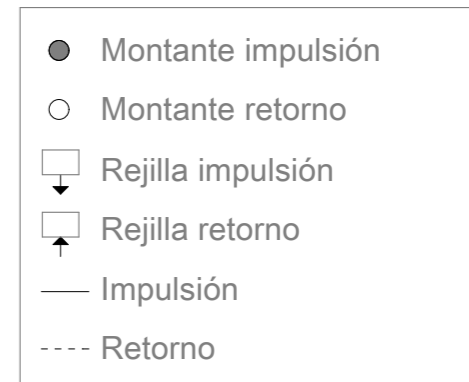 Montante impulsión
Montante retorno
Rejilla impulsión
Rejilla retorno
Impulsión
Retorno